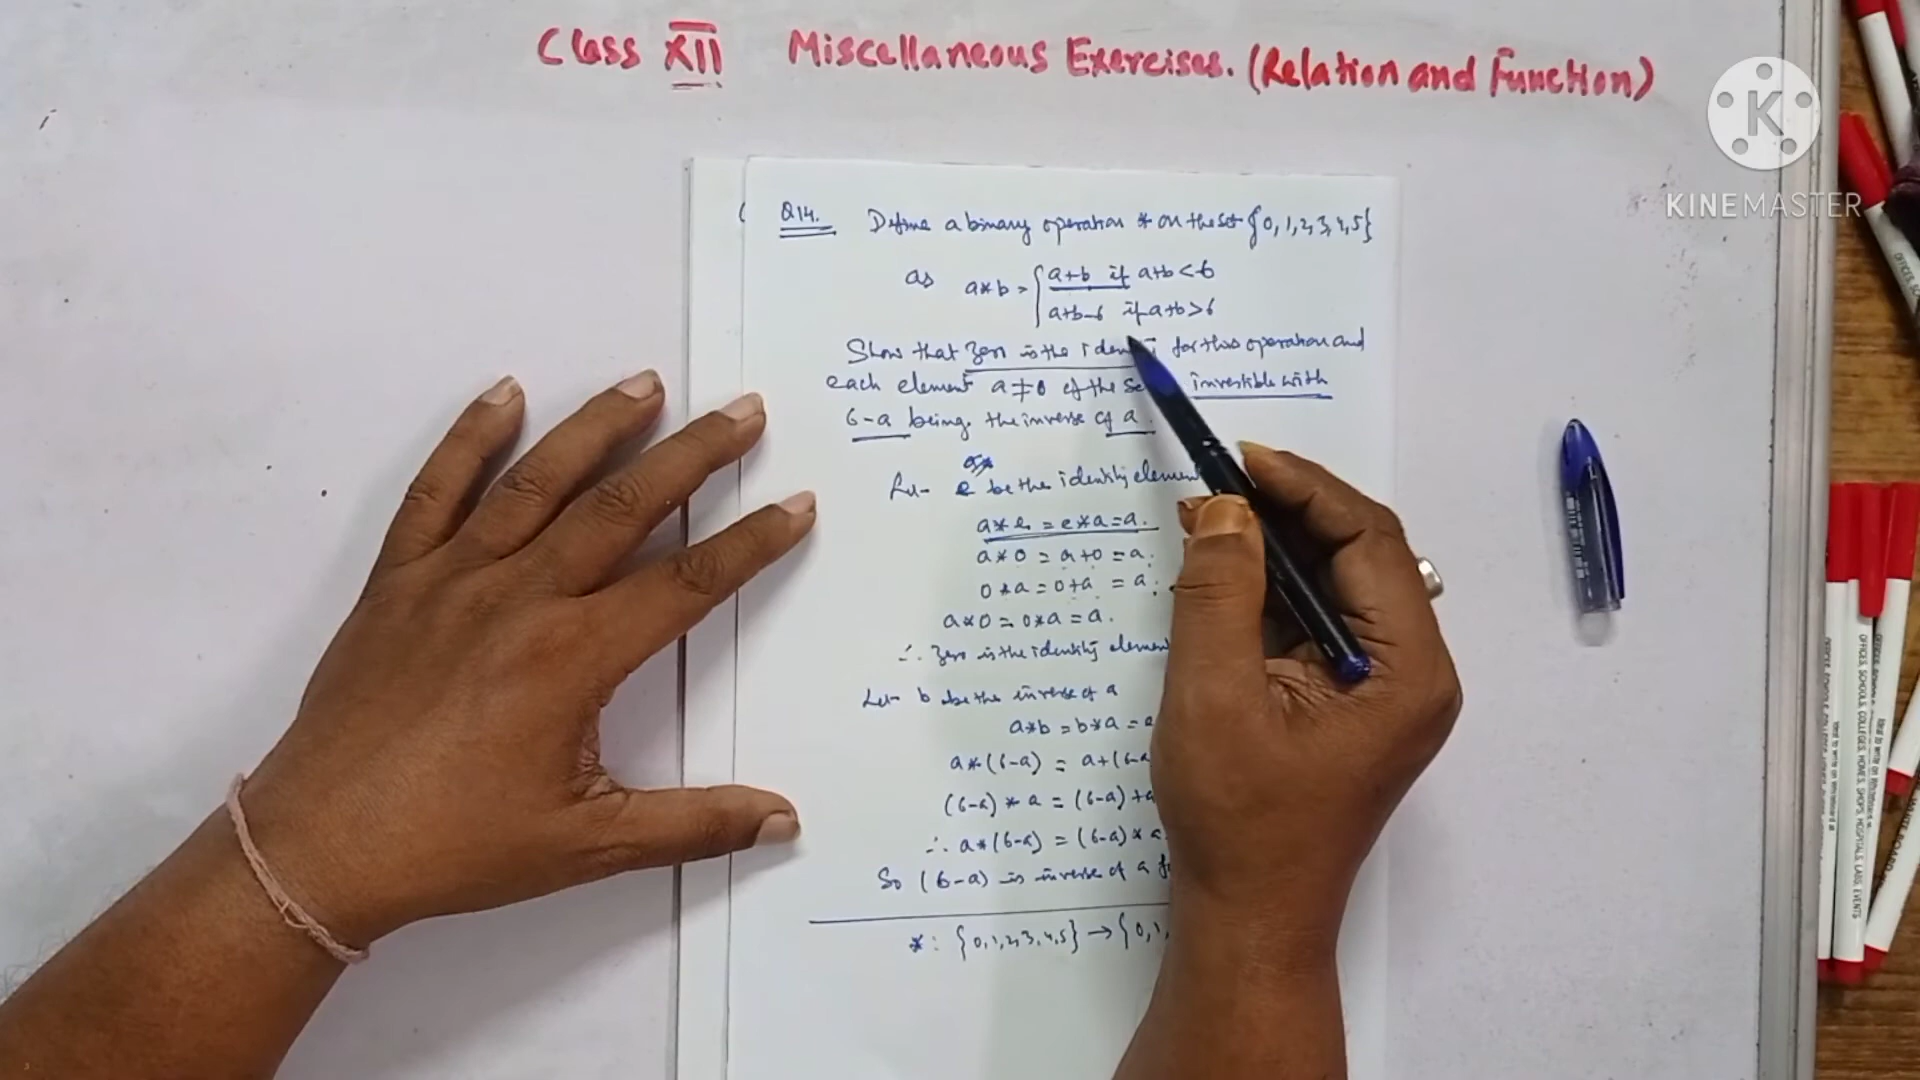 Class XII Miscellaneous Exercises. (Relation and Function)
KINEMASTER
Q14. Define a binary operation * on the set {0, 1, 2, 3, 4, 5}
as a*b = { a+b if a+b<6
a+b-6 if a+b>6
Show that zero is the identi for this operation and
each element a≠0 of the se invertible with
6-a being the inverse of a.
Let e be the identity element
a*e = e*a = a.
a*0 = a+0 = a.
0*a = 0+a = a.
a*0 = 0*a = a.
∴ zero is the identity element
Let b be the inverse of a
a*b = b*a =
a*(6-a) = a+(6-a
(6-a)*a = (6-a)+a
∴ a*(6-a) = (6-a)*a
So (6-a) is inverse of a
*: {0,1,2,3,4,5} → {0,1,